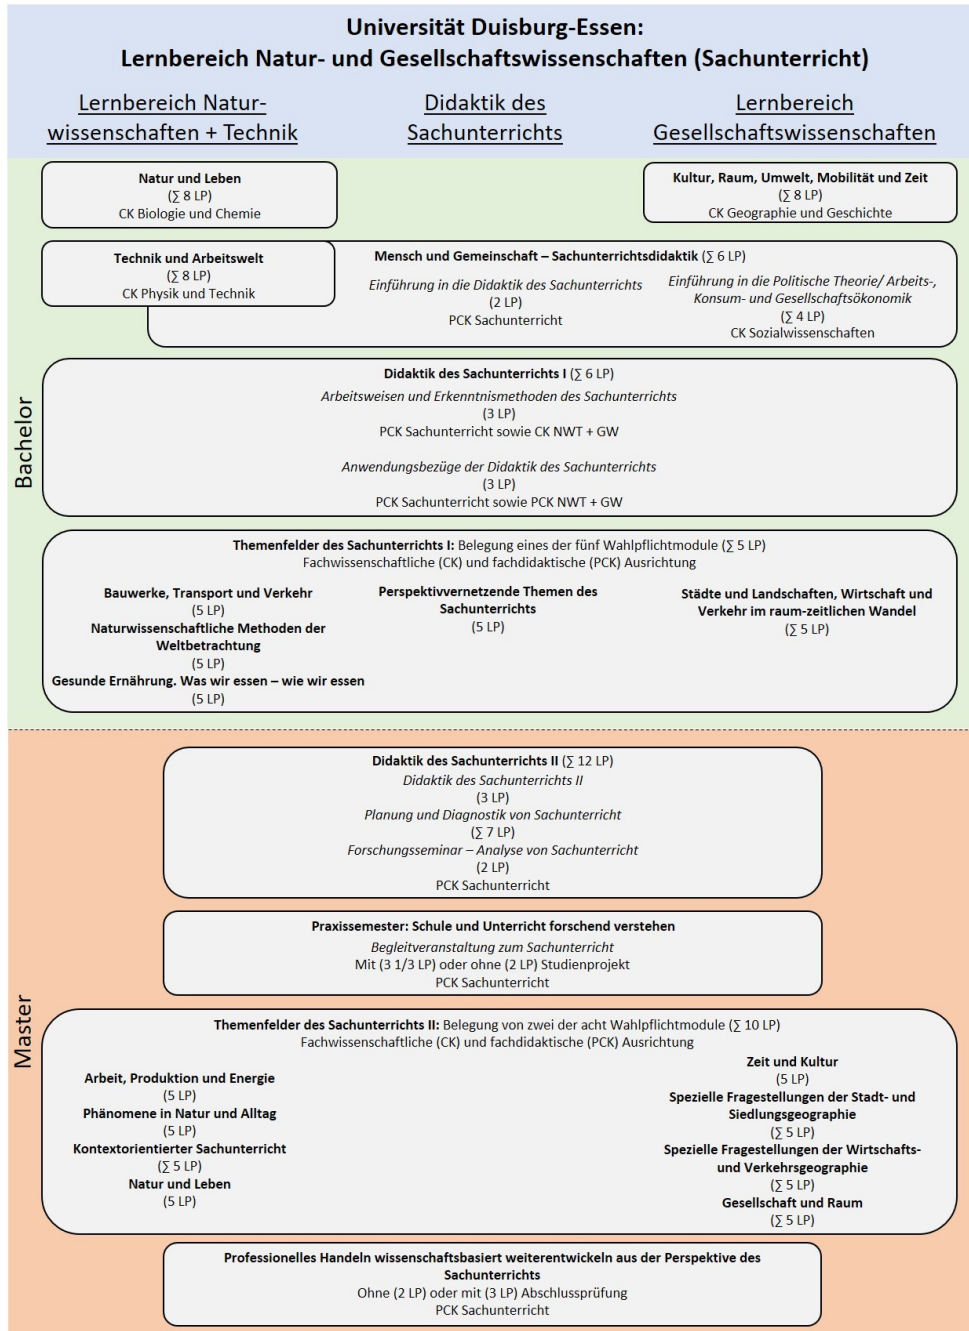 Universität Duisburg-Essen:
Lernbereich Natur- und Gesellschaftswissenschaften (Sachunterricht)
Lernbereich Natur-
wissenschaften + Technik
Didaktik des
Sachunterrichts
Lernbereich
Gesellschaftswissenschaften
Bachelor
Natur und Leben
(∑ 8 LP)
CK Biologie und Chemie
Kultur, Raum, Umwelt, Mobilität und Zeit
(∑ 8 LP)
CK Geographie und Geschichte
Technik und Arbeitswelt
(∑ 8 LP)
CK Physik und Technik
Mensch und Gemeinschaft – Sachunterrichtsdidaktik (∑ 6 LP)
Einführung in die Didaktik des Sachunterrichts
(2 LP)
PCK Sachunterricht
Einführung in die Politische Theorie/ Arbeits-,
Konsum- und Gesellschaftsökonomik
(∑ 4 LP)
CK Sozialwissenschaften
Didaktik des Sachunterrichts I (∑ 6 LP)
Arbeitsweisen und Erkenntnismethoden des Sachunterrichts
(3 LP)
PCK Sachunterricht sowie CK NWT + GW
Anwendungsbezüge der Didaktik des Sachunterrichts
(3 LP)
PCK Sachunterricht sowie PCK NWT + GW
Themenfelder des Sachunterrichts I: Belegung eines der fünf Wahlpflichtmodule (∑ 5 LP)
Fachwissenschaftliche (CK) und fachdidaktische (PCK) Ausrichtung
Bauwerke, Transport und Verkehr
(5 LP)
Naturwissenschaftliche Methoden der
Weltbetrachtung
(5 LP)
Gesunde Ernährung. Was wir essen – wie wir essen
(5 LP)
Perspektivvernetzende Themen des
Sachunterrichts
(5 LP)
Städte und Landschaften, Wirtschaft und
Verkehr im raum-zeitlichen Wandel
(∑ 5 LP)
Master
Didaktik des Sachunterrichts II (∑ 12 LP)
Didaktik des Sachunterrichts II
(3 LP)
Planung und Diagnostik von Sachunterricht
(∑ 7 LP)
Forschungsseminar – Analyse von Sachunterricht
(2 LP)
PCK Sachunterricht
Praxissemester: Schule und Unterricht forschend verstehen
Begleitveranstaltung zum Sachunterricht
Mit (3 1/3 LP) oder ohne (2 LP) Studienprojekt
PCK Sachunterricht
Themenfelder des Sachunterrichts II: Belegung von zwei der acht Wahlpflichtmodule (∑ 10 LP)
Fachwissenschaftliche (CK) und fachdidaktische (PCK) Ausrichtung
Arbeit, Produktion und Energie
(5 LP)
Phänomene in Natur und Alltag
(5 LP)
Kontextorientierter Sachunterricht
(∑ 5 LP)
Natur und Leben
(5 LP)
Zeit und Kultur
(5 LP)
Spezielle Fragestellungen der Stadt- und
Siedlungsgeographie
(∑ 5 LP)
Spezielle Fragestellungen der Wirtschafts-
und Verkehrsgeographie
(∑ 5 LP)
Gesellschaft und Raum
(∑ 5 LP)
Professionelles Handeln wissenschaftsbasiert weiterentwickeln aus der Perspektive des
Sachunterrichts
Ohne (2 LP) oder mit (3 LP) Abschlussprüfung
PCK Sachunterricht